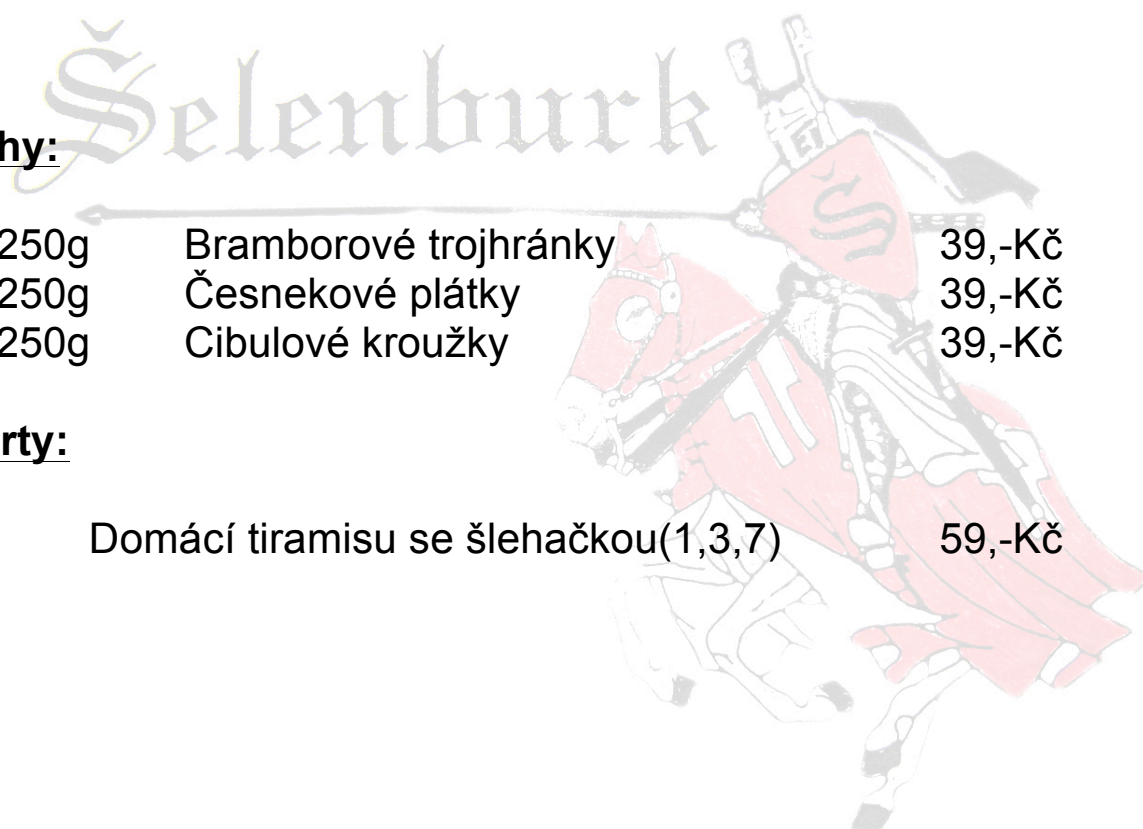 Šelenburk
hy:
250g Bramborové trojhránky 39,-Kč
250g Česnekové plátky 39,-Kč
250g Cibulové kroužky 39,-Kč
rty:
Domácí tiramisu se šlehačkou(1,3,7) 59,-Kč